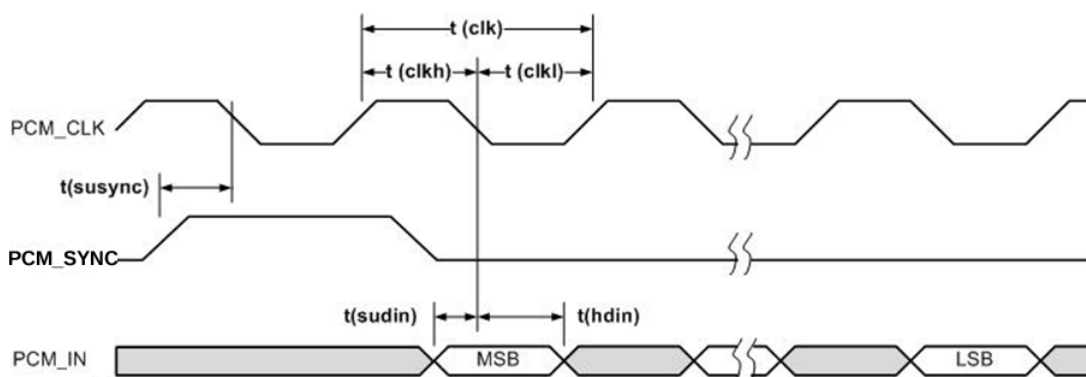 t (clk)
t (clkh) t (clkl)
PCM_CLK
t(susync)
PCM_SYNC
t(sudin) t(hdin)
PCM_IN MSB LSB